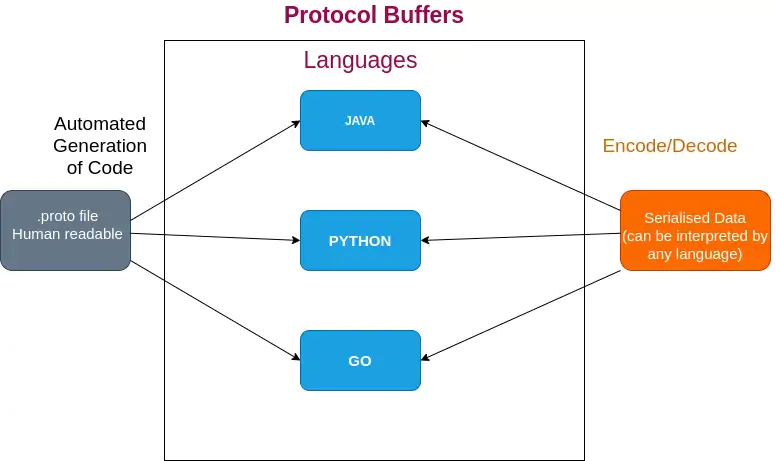 Protocol Buffers
Languages
Automated
Generation
of Code
.proto file
Human readable
JAVA
PYTHON
GO
Encode/Decode
Serialised Data
(can be interpreted by
any language)